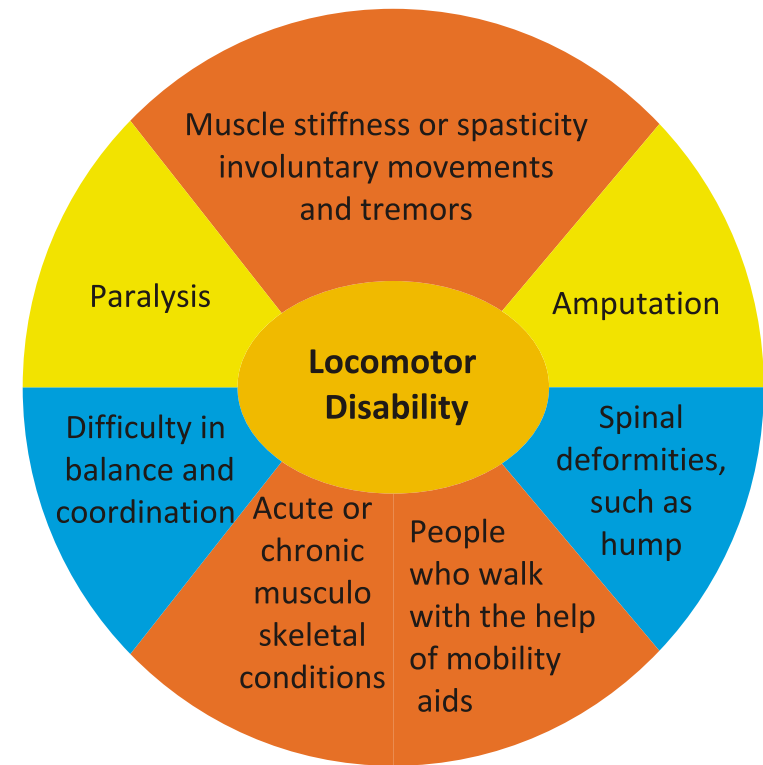 Muscle stiffness or spasticity
involuntary movements
and tremors
Paralysis
Amputation
Locomotor
Disability
Difficulty in
balance and
coordination
Spinal
deformities,
such as
hump
Acute or
chronic
musculo
skeletal
conditions
People
who walk
with the help
of mobility
aids